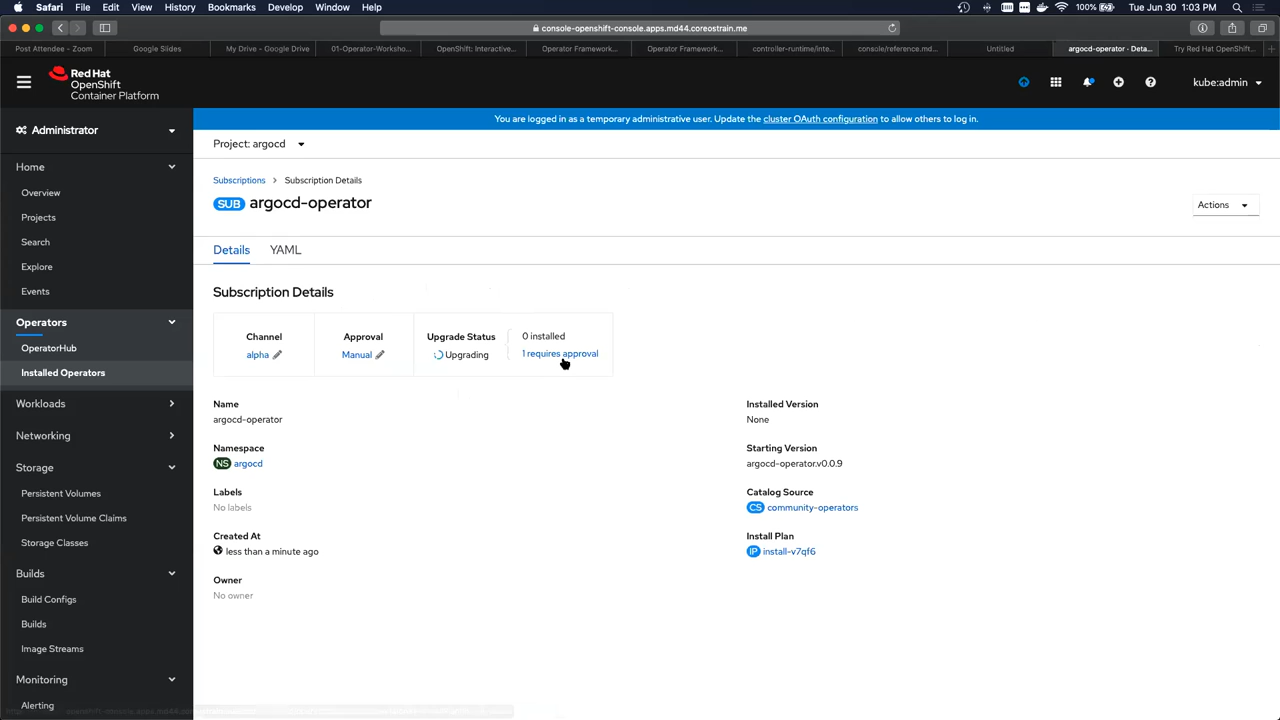 Safari File Edit View History Bookmarks Develop Window Help 100% Tue Jun 30 1:03 PM
console-openshift-console.apps.md44.coreostrain.me
Post Attendee - Zoom Google Slides My Drive - Google Drive 01-Operator-Worksho... OpenShift: Interactive... Operator Framework... Operator Framework... controller-runtime/inte... console/reference.md... Untitled argocd-operator - Deta... Try Red Hat OpenShift...
Red Hat
OpenShift
Container Platform
kube:admin
You are logged in as a temporary administrative user. Update the cluster OAuth configuration to allow others to log in.
Administrator
Home
Overview
Projects
Search
Explore
Events
Operators
OperatorHub
Installed Operators
Workloads
Networking
Storage
Persistent Volumes
Persistent Volume Claims
Storage Classes
Builds
Build Configs
Builds
Image Streams
Monitoring
Alerting
Project: argocd
Subscriptions > Subscription Details
SUB argocd-operator
Actions
Details YAML
Subscription Details
Channel
alpha
Approval
Manual
Upgrade Status
Upgrading
0 installed
1 requires approval
Name
argocd-operator
Namespace
NS argocd
Labels
No labels
Created At
less than a minute ago
Owner
No owner
Installed Version
None
Starting Version
argocd-operator.v0.0.9
Catalog Source
CS community-operators
Install Plan
IP install-v7qf6